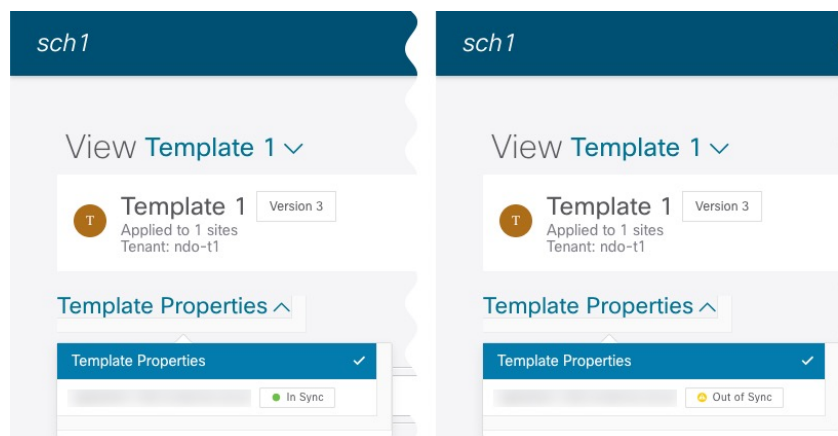 sch1
View Template 1
T
Template 1 Version 3
Applied to 1 sites
Tenant: ndo-t1
Template Properties
Template Properties
In Sync
sch1
View Template 1
T
Template 1 Version 3
Applied to 1 sites
Tenant: ndo-t1
Template Properties
Template Properties
Out of Sync